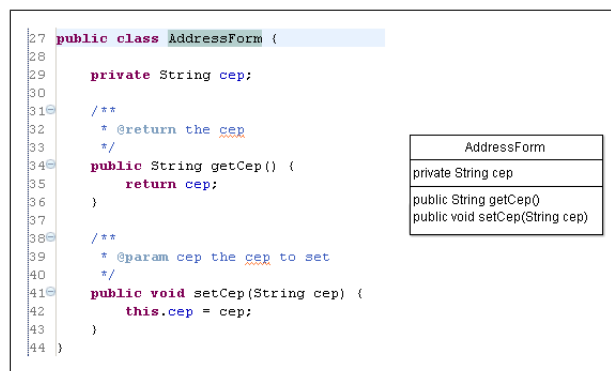 27 public class AddressForm {
28
29 private String cep;
30
31 /**
32 * @return the cep
33 */
34 public String getCep() {
35 return cep;
36 }
37
38 /**
39 * @param cep the cep to set
40 */
41 public void setCep(String cep) {
42 this.cep = cep;
43 }
44 }
AddressForm
private String cep
public String getCep()
public void setCep(String cep)